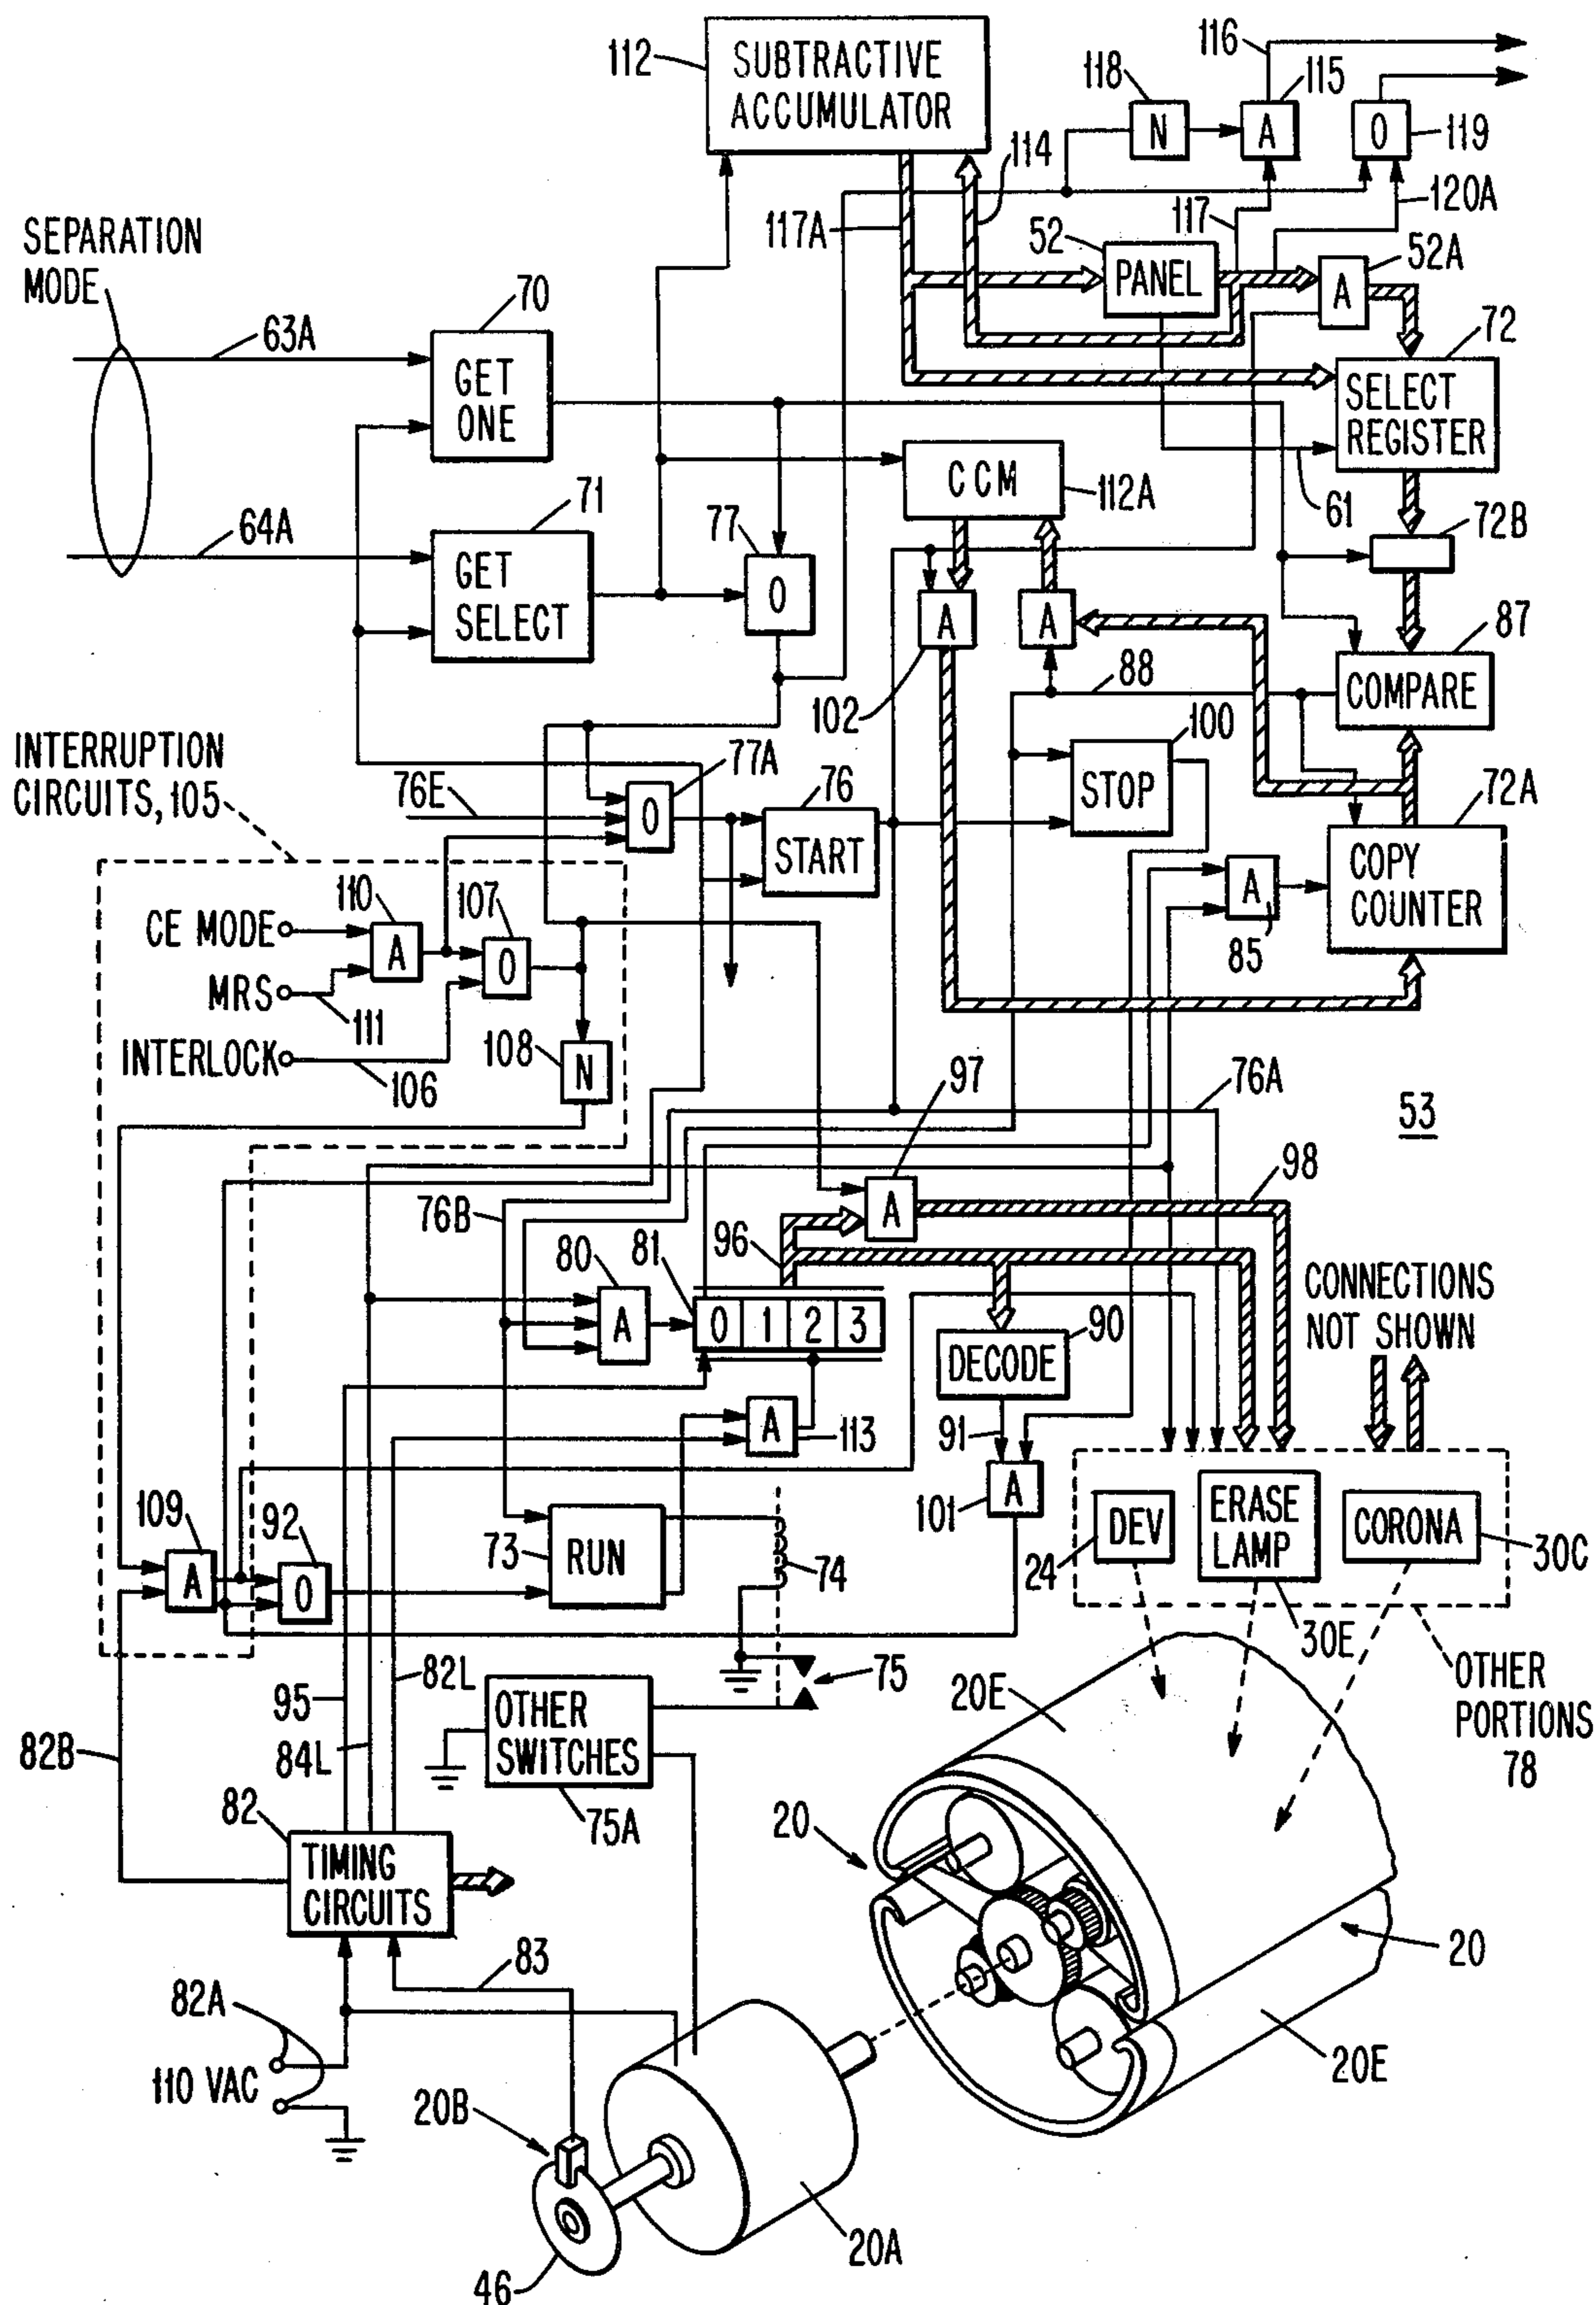 112
SUBTRACTIVE
ACCUMULATOR
114
118
N
116
A
115
O
119
120A
117A
117
52
PANEL
A
52A
SEPARATION
MODE
63A
70
GET
ONE
72
SELECT
REGISTER
61
CCM
112A
72B
64A
71
GET
SELECT
77
O
A
A
102
88
87
COMPARE
100
STOP
72A
COPY
COUNTER
INTERRUPTION
CIRCUITS, 105
76E
77A
O
76
START
A
85
110
107
CE MODE
A
O
MRS
111
INTERLOCK
106
108
N
97
76A
53
98
76B
A
96
80
81
A
0 1 2 3
90
DECODE
CONNECTIONS
NOT SHOWN
A
113
91
A
101
109
A
92
O
73
RUN
74
24
DEV
ERASE
LAMP
CORONA
30C
30E
75
OTHER
PORTIONS
78
82L
95
84L
82B
OTHER
SWITCHES
75A
20E
20
82
TIMING
CIRCUITS
83
82A
110 VAC
20
20E
20B
20A
46